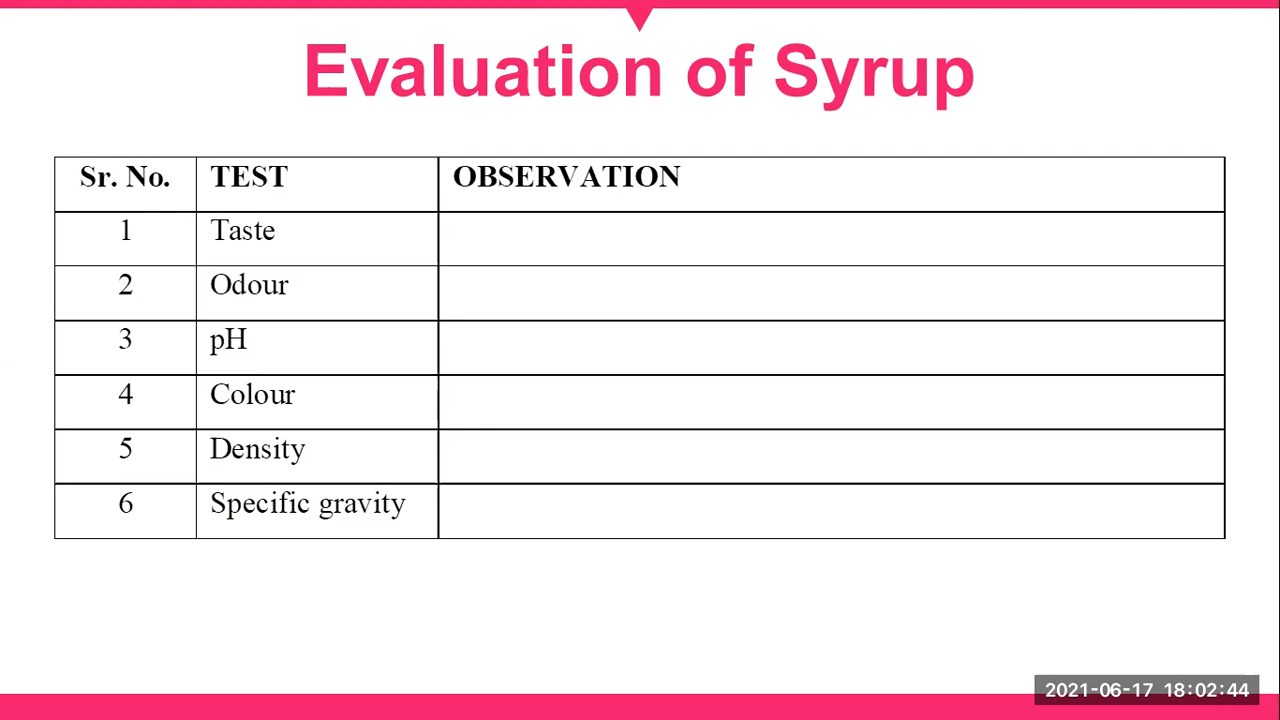 Evaluation of Syrup
Sr. No. TEST OBSERVATION
1 Taste
2 Odour
3 pH
4 Colour
5 Density
6 Specific gravity
2021-06-17 18:02:44